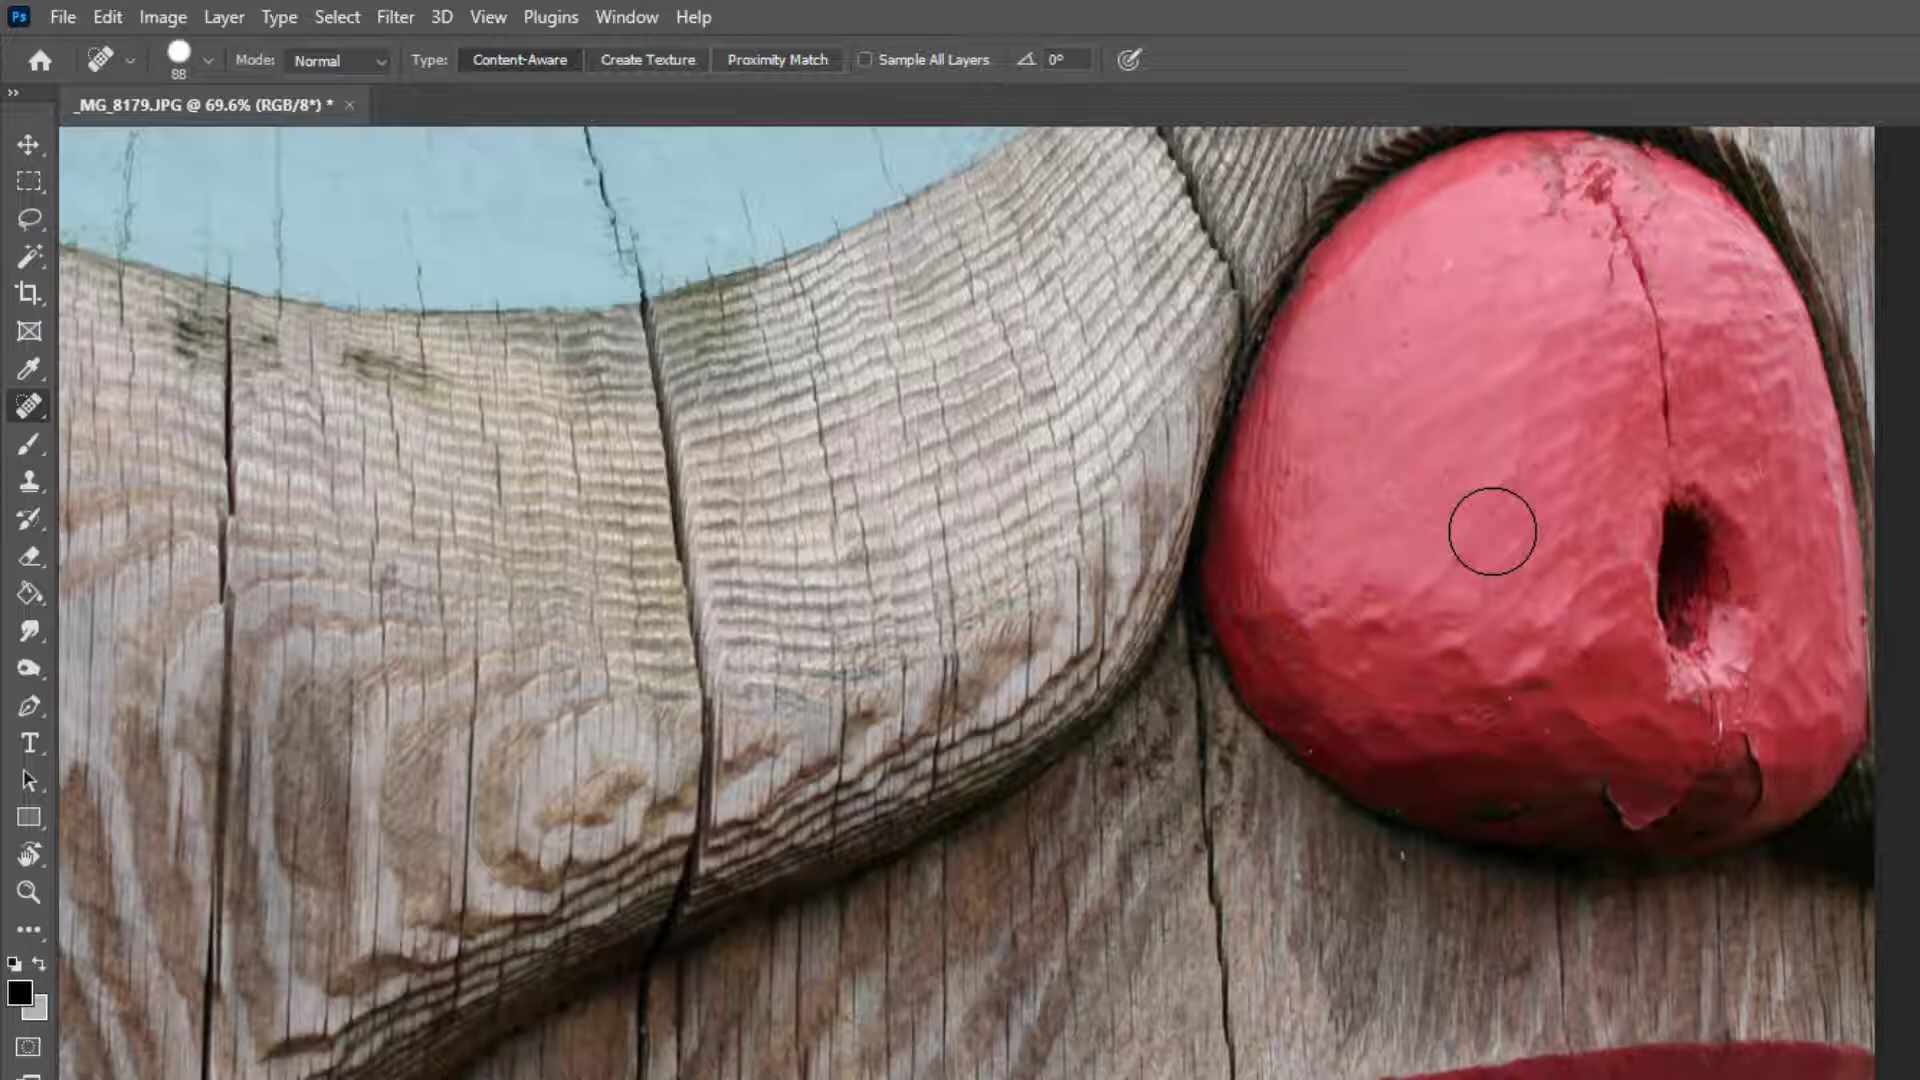 Ps File Edit Image Layer Type Select Filter 3D View Plugins Window Help
88 Mode: Normal Type: Content-Aware Create Texture Proximity Match Sample All Layers 0°
_MG_8179.JPG @ 69.6% (RGB/8*) * ×